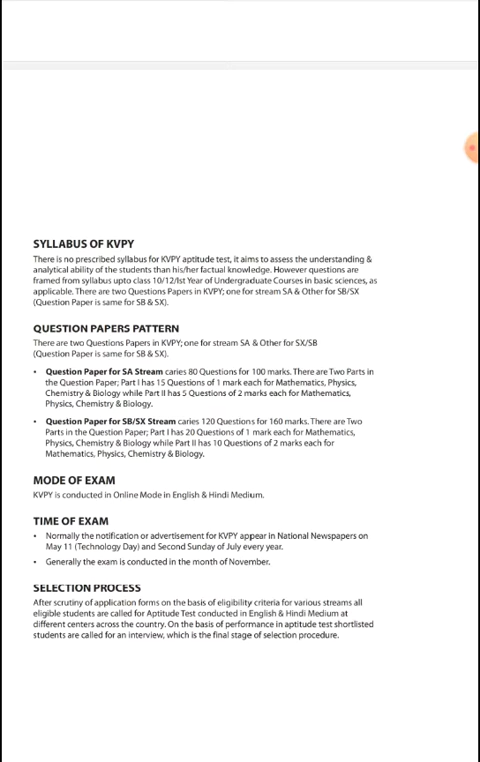 SYLLABUS OF KVPY
There is no prescribed syllabus for KVPY aptitude test, it aims to assess the understanding &
analytical ability of the students than his/her factual knowledge. However questions are
framed from syllabus upto class 10/12/Ist Year of Undergraduate Courses in basic sciences, as
applicable. There are two Questions Papers in KVPY; one for stream SA & Other for SB/SX
(Question Paper is same for SB & SX).
QUESTION PAPERS PATTERN
There are two Questions Papers in KVPY; one for stream SA & Other for SX/SB
(Question Paper is same for SB & SX).
• Question Paper for SA Stream caries 80 Questions for 100 marks. There are Two Parts in
the Question Paper; Part I has 15 Questions of 1 mark each for Mathematics, Physics,
Chemistry & Biology while Part II has 5 Questions of 2 marks each for Mathematics,
Physics, Chemistry & Biology.
• Question Paper for SB/SX Stream caries 120 Questions for 160 marks. There are Two
Parts in the Question Paper; Part I has 20 Questions of 1 mark each for Mathematics,
Physics, Chemistry & Biology while Part II has 10 Questions of 2 marks each for
Mathematics, Physics, Chemistry & Biology.
MODE OF EXAM
KVPY is conducted in Online Mode in English & Hindi Medium.
TIME OF EXAM
• Normally the notification or advertisement for KVPY appear in National Newspapers on
May 11 (Technology Day) and Second Sunday of July every year.
• Generally the exam is conducted in the month of November.
SELECTION PROCESS
After scrutiny of application forms on the basis of eligibility criteria for various streams all
eligible students are called for Aptitude Test conducted in English & Hindi Medium at
different centers across the country. On the basis of performance in aptitude test shortlisted
students are called for an interview, which is the final stage of selection procedure.